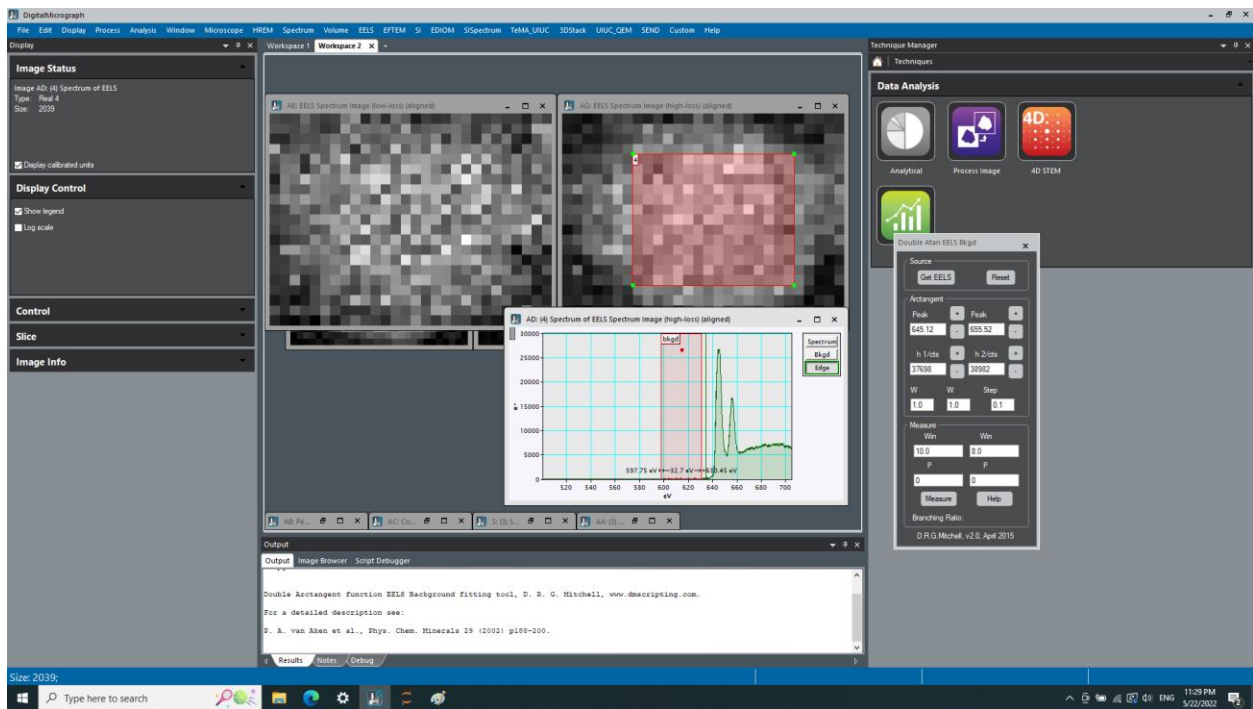 DigitalMicrograph
File Edit Display Process Analysis Window Microscope HREM Spectrum Volume EELS EFTEM SI EDIOM SISpectrum TeMA_UIUC 3DStack UIUC_QEM SEND Custom Help
Display
Image Status
Image AD: (4) Spectrum of EELS
Type: Real 4
Size: 2039
Display calibrated units
Display Control
Show legend
Log scale
Control
Slice
Image Info
Workspace 1 Workspace 2
AE: EELS Spectrum Image (low-loss) (aligned)
AG: EELS Spectrum Image (high-loss) (aligned)
4
AD: (4) Spectrum of EELS Spectrum Image (high-loss) (aligned)
30000
25000
20000
15000
10000
5000
0
e-
bkgd
597.75 eV 32.7 eV 630.45 eV
520 540 560 580 600 620 640 660 680 700
eV
Spectrum
Bkgd
Edge
AB: Pe...
AC: Co...
S: (3) S...
AA: (3) ...
Output
Output Image Browser Script Debugger
Double Arctangent function EELS Background fitting tool, D. R. G. Mitchell, www.dmscripting.com.
For a detailed description see:
P. A. van Aken et al., Phys. Chem. Minerals 29 (2002) p188-200.
Results Notes Debug
Technique Manager
Techniques
Data Analysis
Analytical
Process Image
4D:
4D STEM
Double Atan EELS Bkgd
Source
Get EELS Reset
Arctangent
Peak + Peak +
645.12 - 655.52 -
h 1/cts + h 2/cts +
37698 - 38982 -
W W Step
1.0 1.0 0.1
Measure
Win Win
10.0 8.0
P P
0 0
Measure Help
Branching Ratio:
D.R.G.Mitchell, v2.0, April 2015
Size: 2039;
Type here to search
ENG
11:29 PM
5/22/2022
2